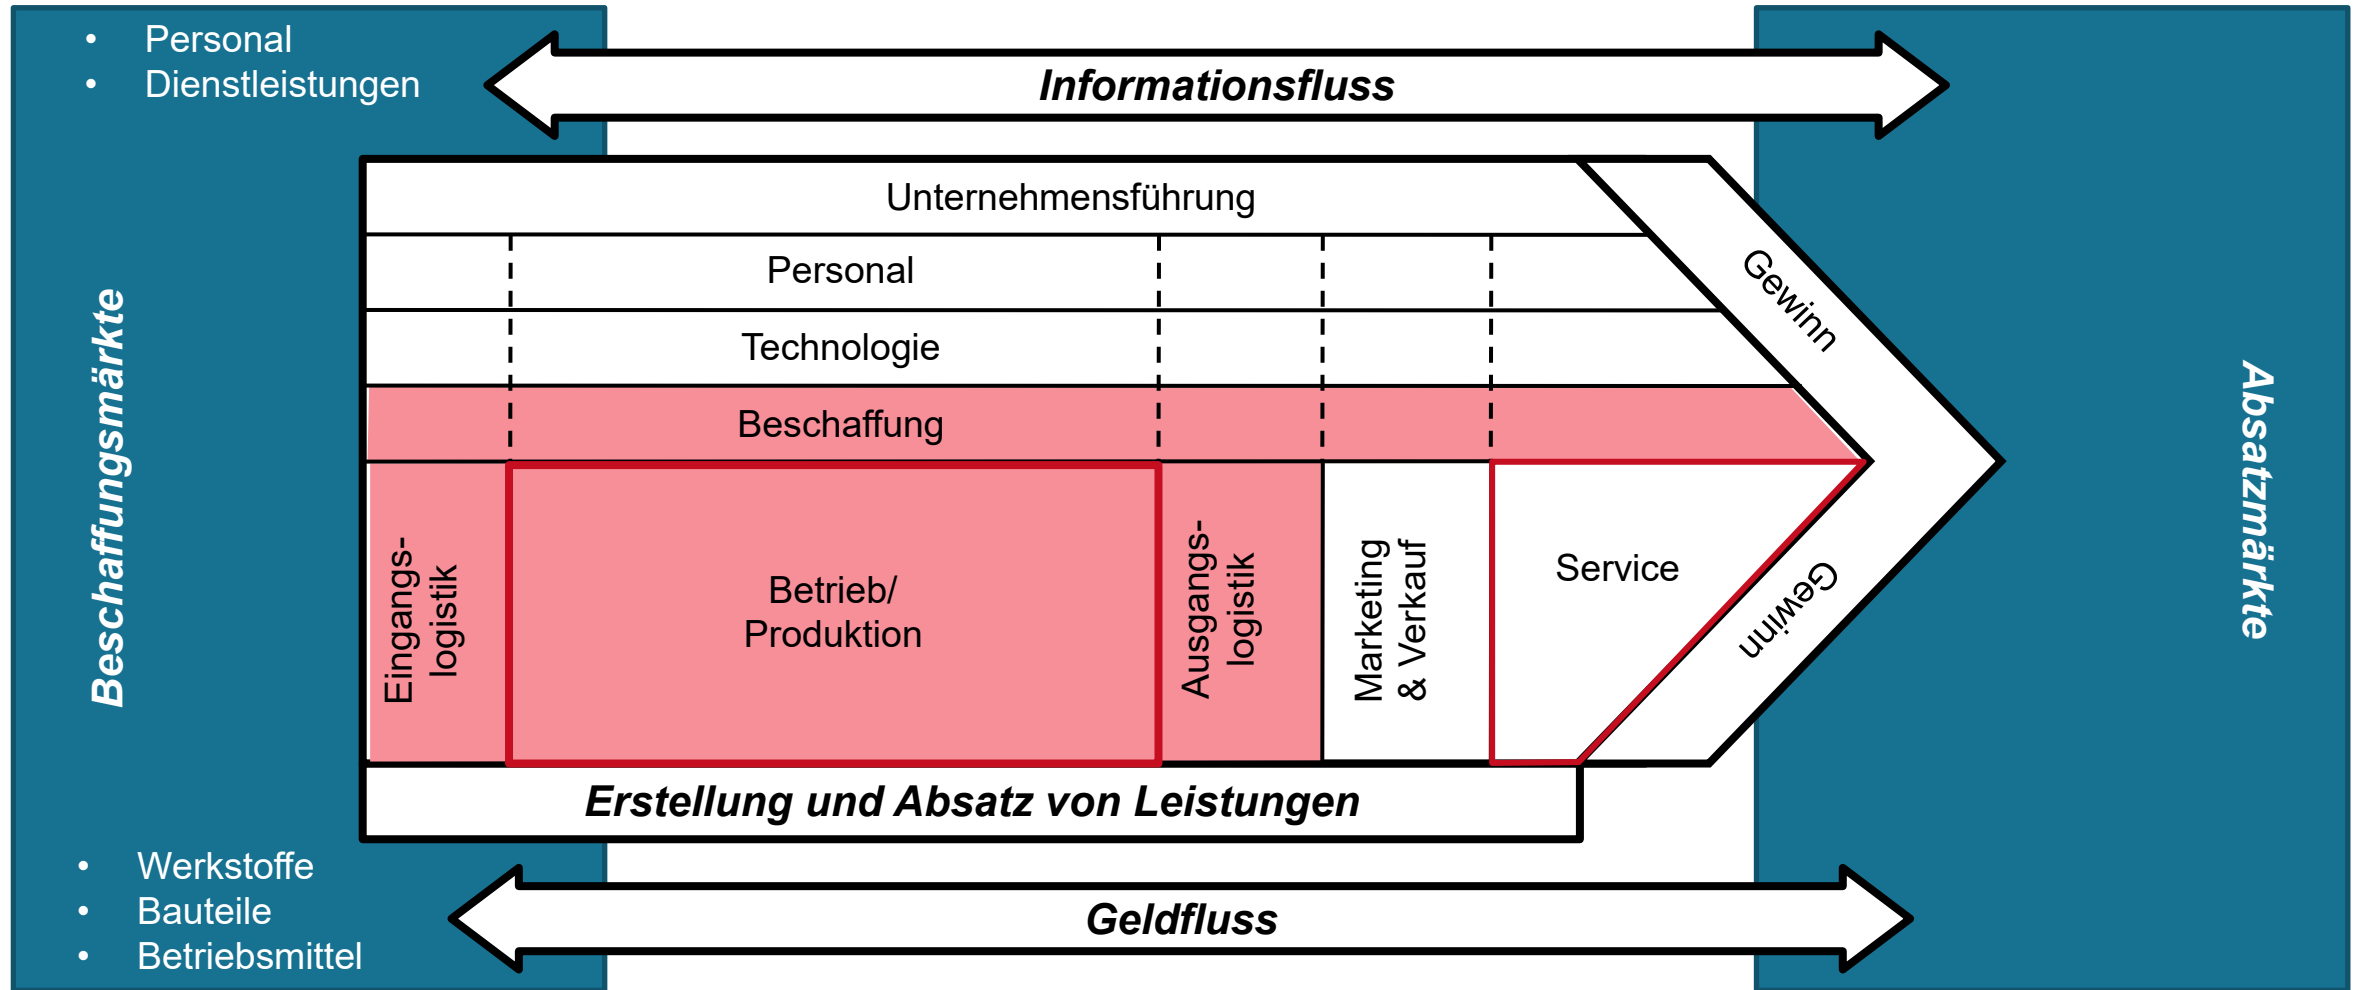 • Personal
• Dienstleistungen
Informationsfluss
Beschaffungsmärkte
Unternehmensführung
Personal
Technologie
Beschaffung
Eingangs-
logistik
Betrieb/
Produktion
Ausgangs-
logistik
Marketing
& Verkauf
Service
Gewinn
Gewinn
Absatzmärkte
Erstellung und Absatz von Leistungen
• Werkstoffe
• Bauteile
• Betriebsmittel
Geldfluss